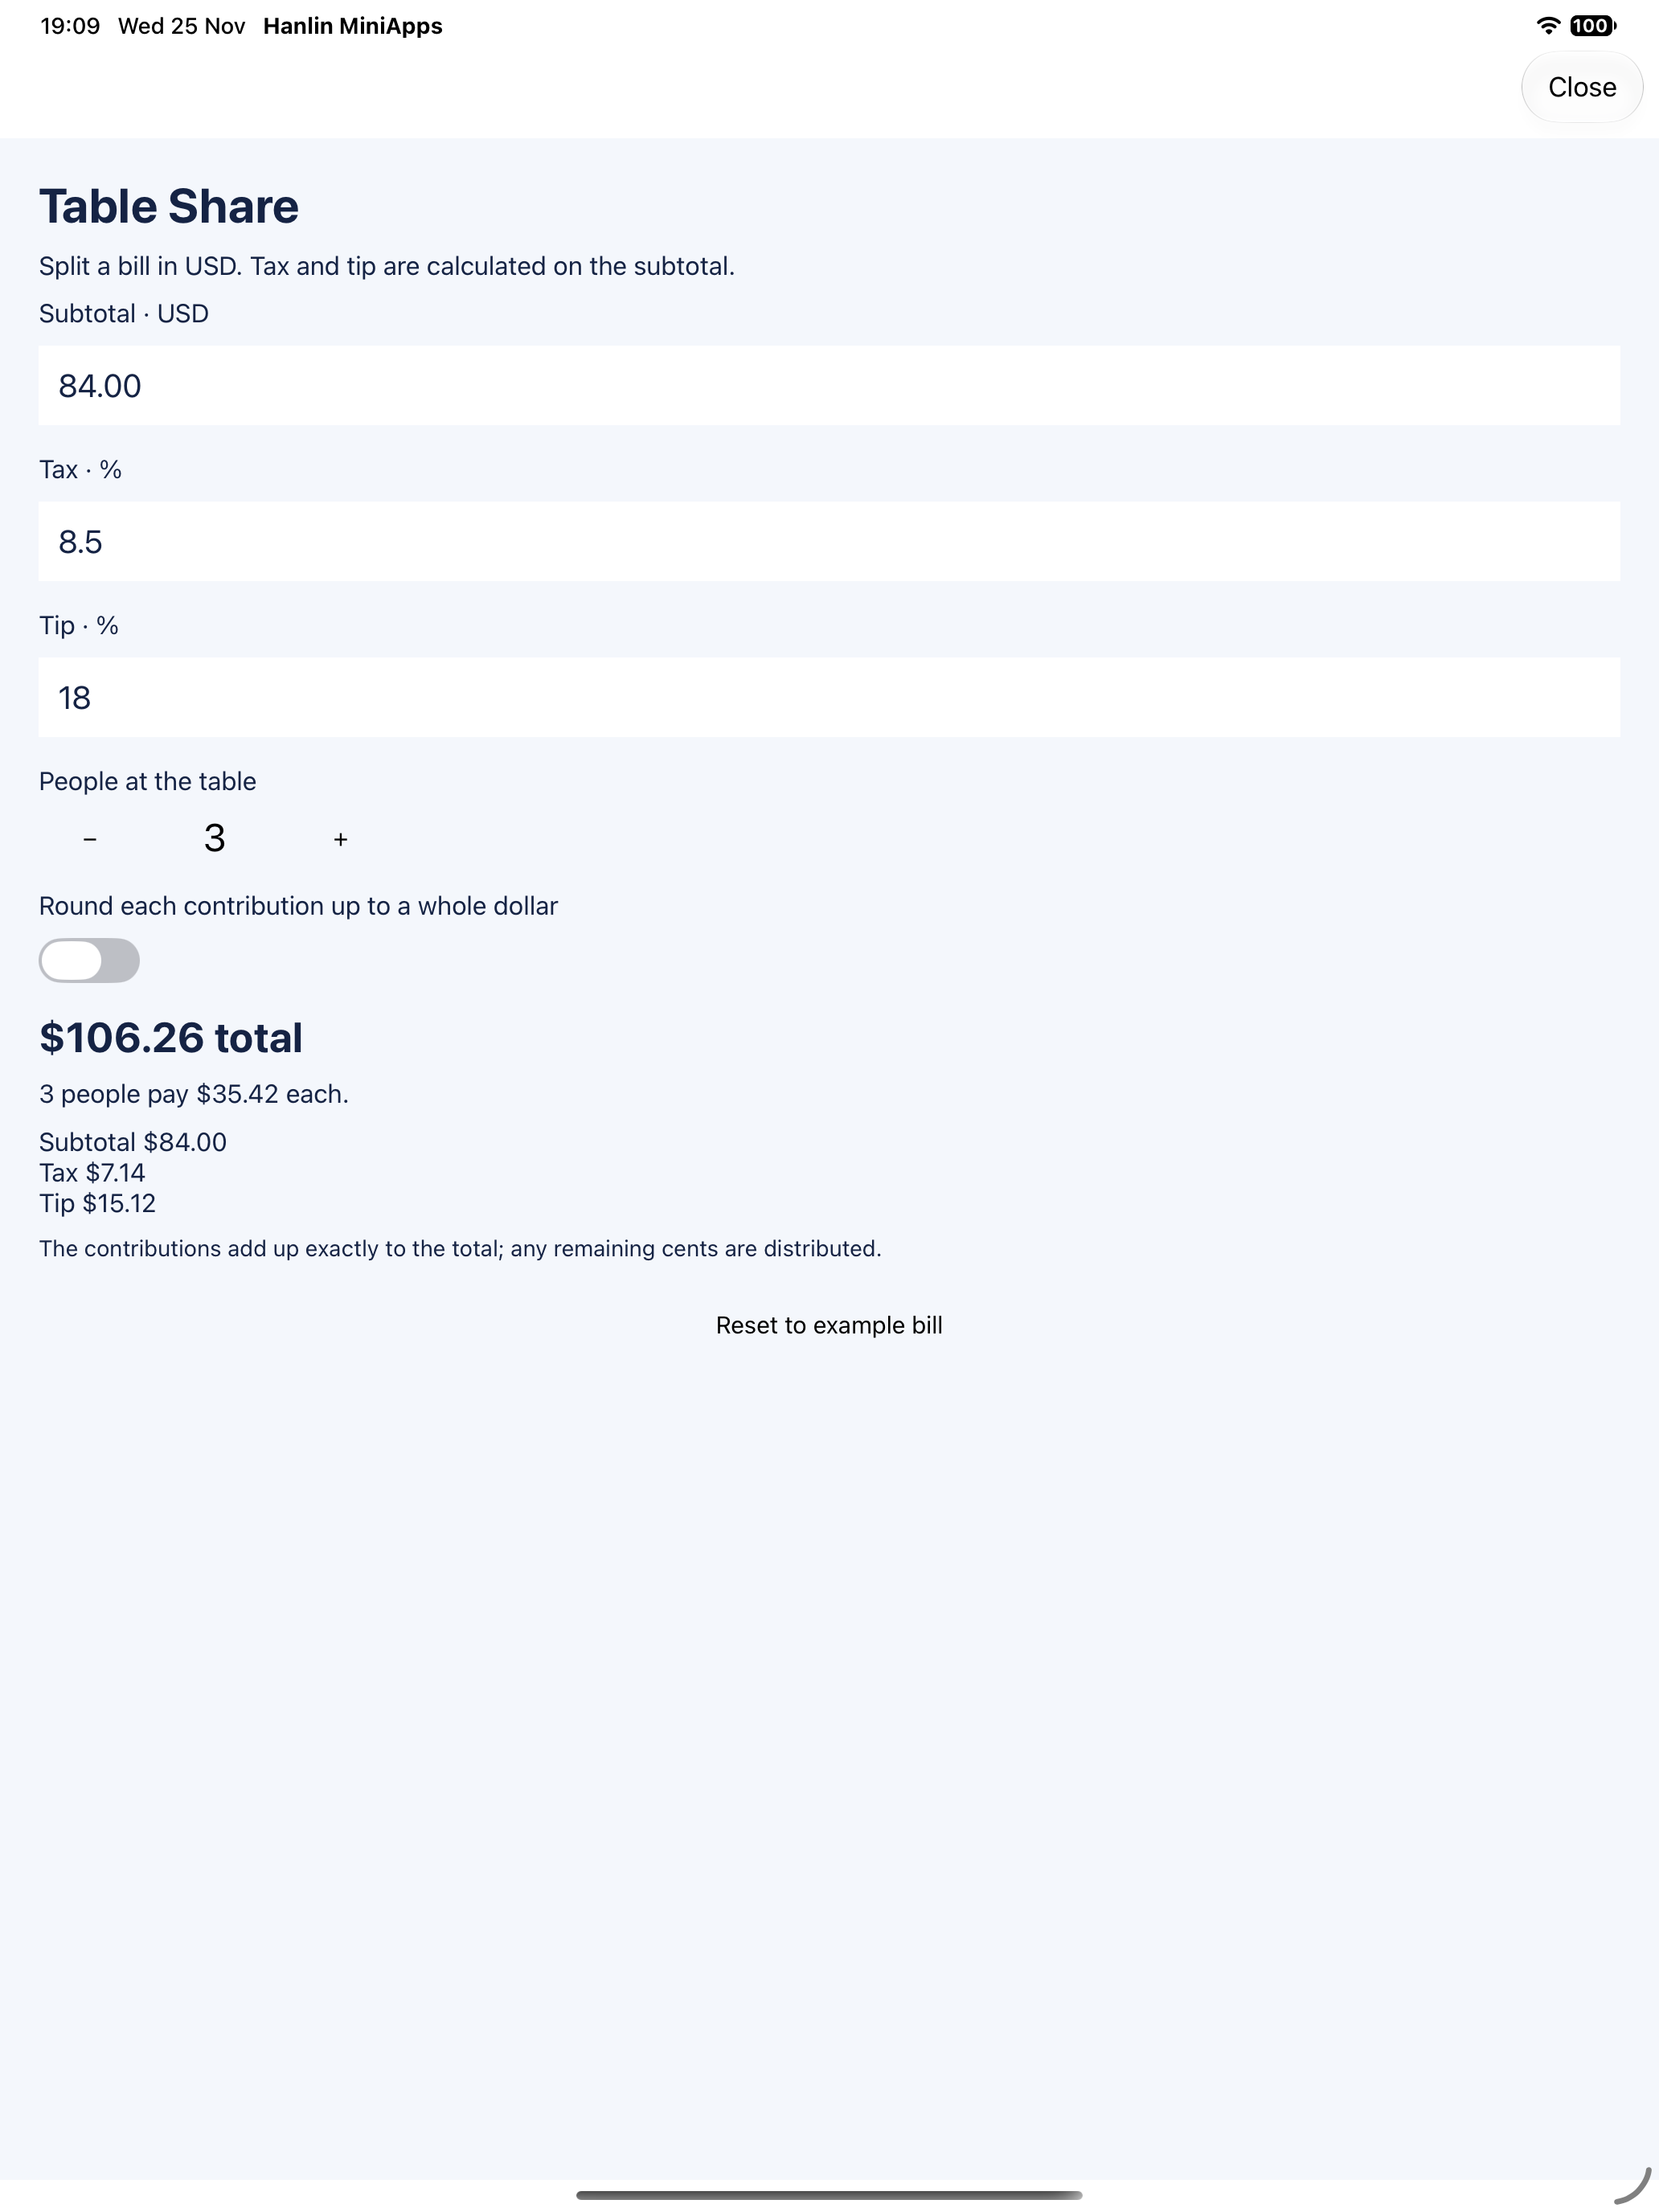 19:09 Wed 25 Nov Hanlin MiniApps
100
Close
Table Share
Split a bill in USD. Tax and tip are calculated on the subtotal.
Subtotal · USD
84.00
Tax · %
8.5
Tip · %
18
People at the table
− 3 +
Round each contribution up to a whole dollar
$106.26 total
3 people pay $35.42 each.
Subtotal $84.00
Tax $7.14
Tip $15.12
The contributions add up exactly to the total; any remaining cents are distributed.
Reset to example bill